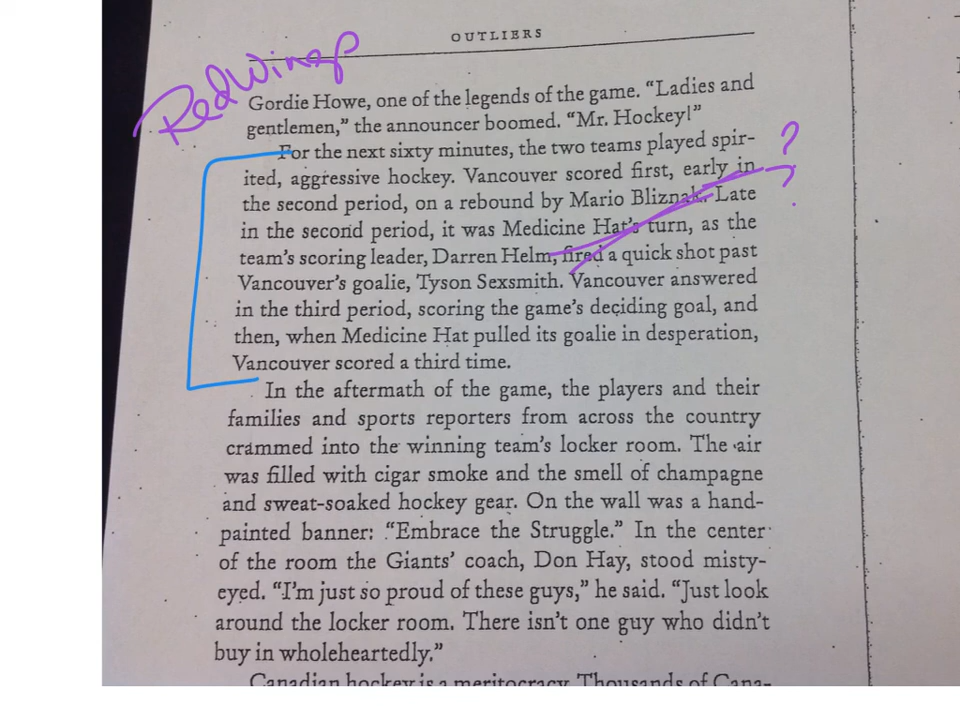 OUTLIERS
Red Wings
Gordie Howe, one of the legends of the game. “Ladies and
gentlemen,” the announcer boomed. “Mr. Hockey!”
For the next sixty minutes, the two teams played spir-
ited, aggressive hockey. Vancouver scored first, early in
the second period, on a rebound by Mario Bliznak. Late
in the second period, it was Medicine Hat’s turn, as the
team’s scoring leader, Darren Helm, fired a quick shot past
Vancouver’s goalie, Tyson Sexsmith. Vancouver answered
in the third period, scoring the game’s deciding goal, and
then, when Medicine Hat pulled its goalie in desperation,
Vancouver scored a third time.
In the aftermath of the game, the players and their
families and sports reporters from across the country
crammed into the winning team’s locker room. The air
was filled with cigar smoke and the smell of champagne
and sweat-soaked hockey gear. On the wall was a hand-
painted banner: “Embrace the Struggle.” In the center
of the room the Giants’ coach, Don Hay, stood misty-
eyed. “I’m just so proud of these guys,” he said. “Just look
around the locker room. There isn’t one guy who didn’t
buy in wholeheartedly.”
Canadian hockey is a meritocracy. Thousands of Cana-
?
?